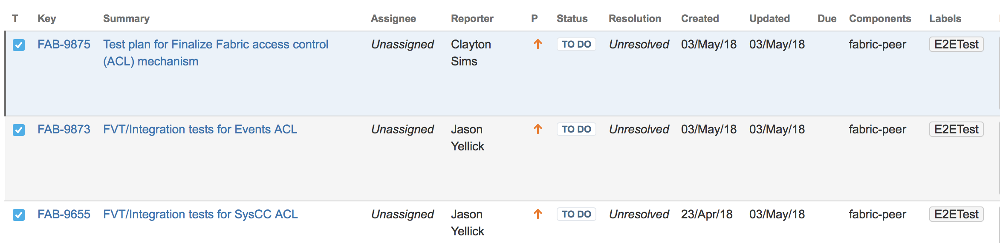 T Key Summary Assignee Reporter P Status Resolution Created Updated Due Components Labels
FAB-9875 Test plan for Finalize Fabric access control Unassigned Clayton TO DO Unresolved 03/May/18 03/May/18 fabric-peer E2ETest
(ACL) mechanism Sims
FAB-9873 FVT/Integration tests for Events ACL Unassigned Jason TO DO Unresolved 03/May/18 03/May/18 fabric-peer E2ETest
Yellick
FAB-9655 FVT/Integration tests for SysCC ACL Unassigned Jason TO DO Unresolved 23/Apr/18 03/May/18 fabric-peer E2ETest
Yellick